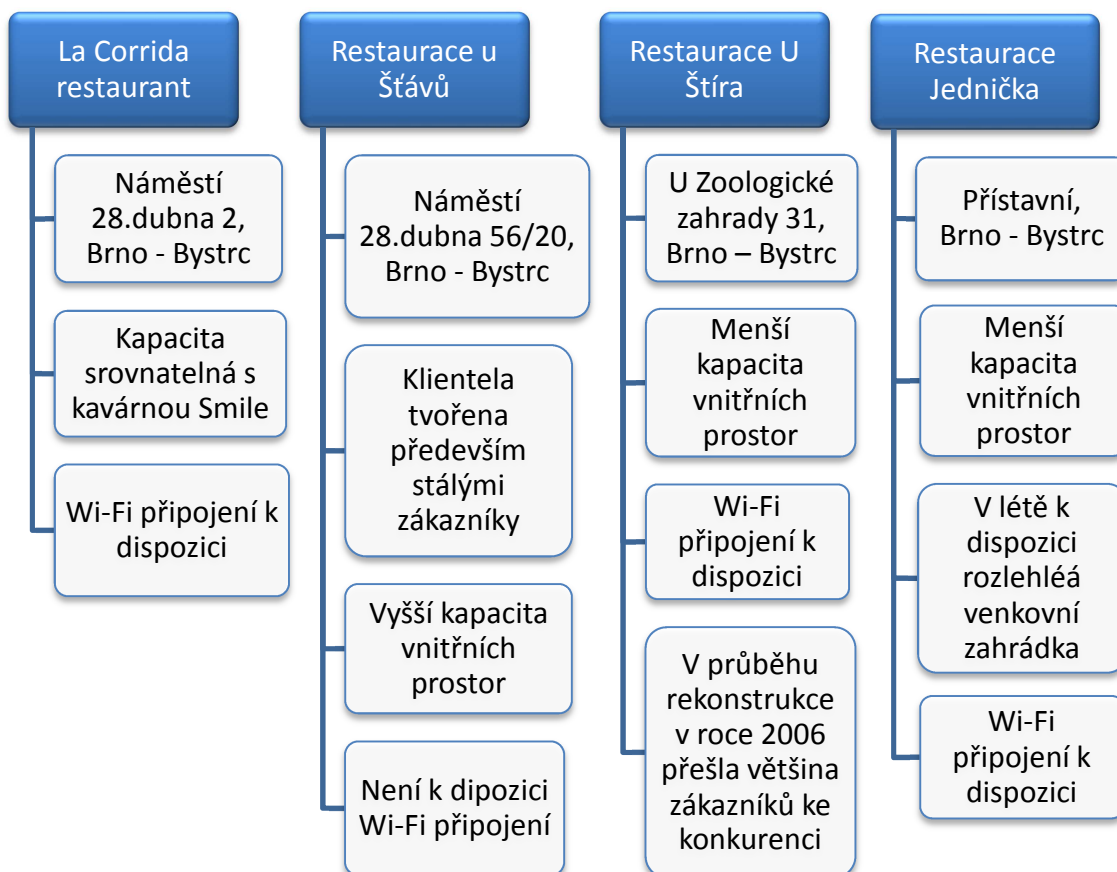 La Corrida
restaurant
Náměstí
28.dubna 2,
Brno - Bystrc
Kapacita
srovnatelná s
kavárnou Smile
Wi-Fi připojení k
dispozici
Restaurace u
Šťávů
Náměstí
28.dubna 56/20,
Brno - Bystrc
Klientela
tvořena
především
stálými
zákazníky
Vyšší kapacita
vnitřních
prostor
Není k dipozici
Wi-Fi připojení
Restaurace U
Štíra
U Zoologické
zahrady 31,
Brno – Bystrc
Menší
kapacita
vnitřních
prostor
Wi-Fi
připojení k
dispozici
V průběhu
rekonstrukce
v roce 2006
přešla většina
zákazníků ke
konkurenci
Restaurace
Jednička
Přístavní,
Brno - Bystrc
Menší
kapacita
vnitřních
prostor
V létě k
dispozici
rozlehléá
venkovní
zahrádka
Wi-Fi
připojení k
dispozici